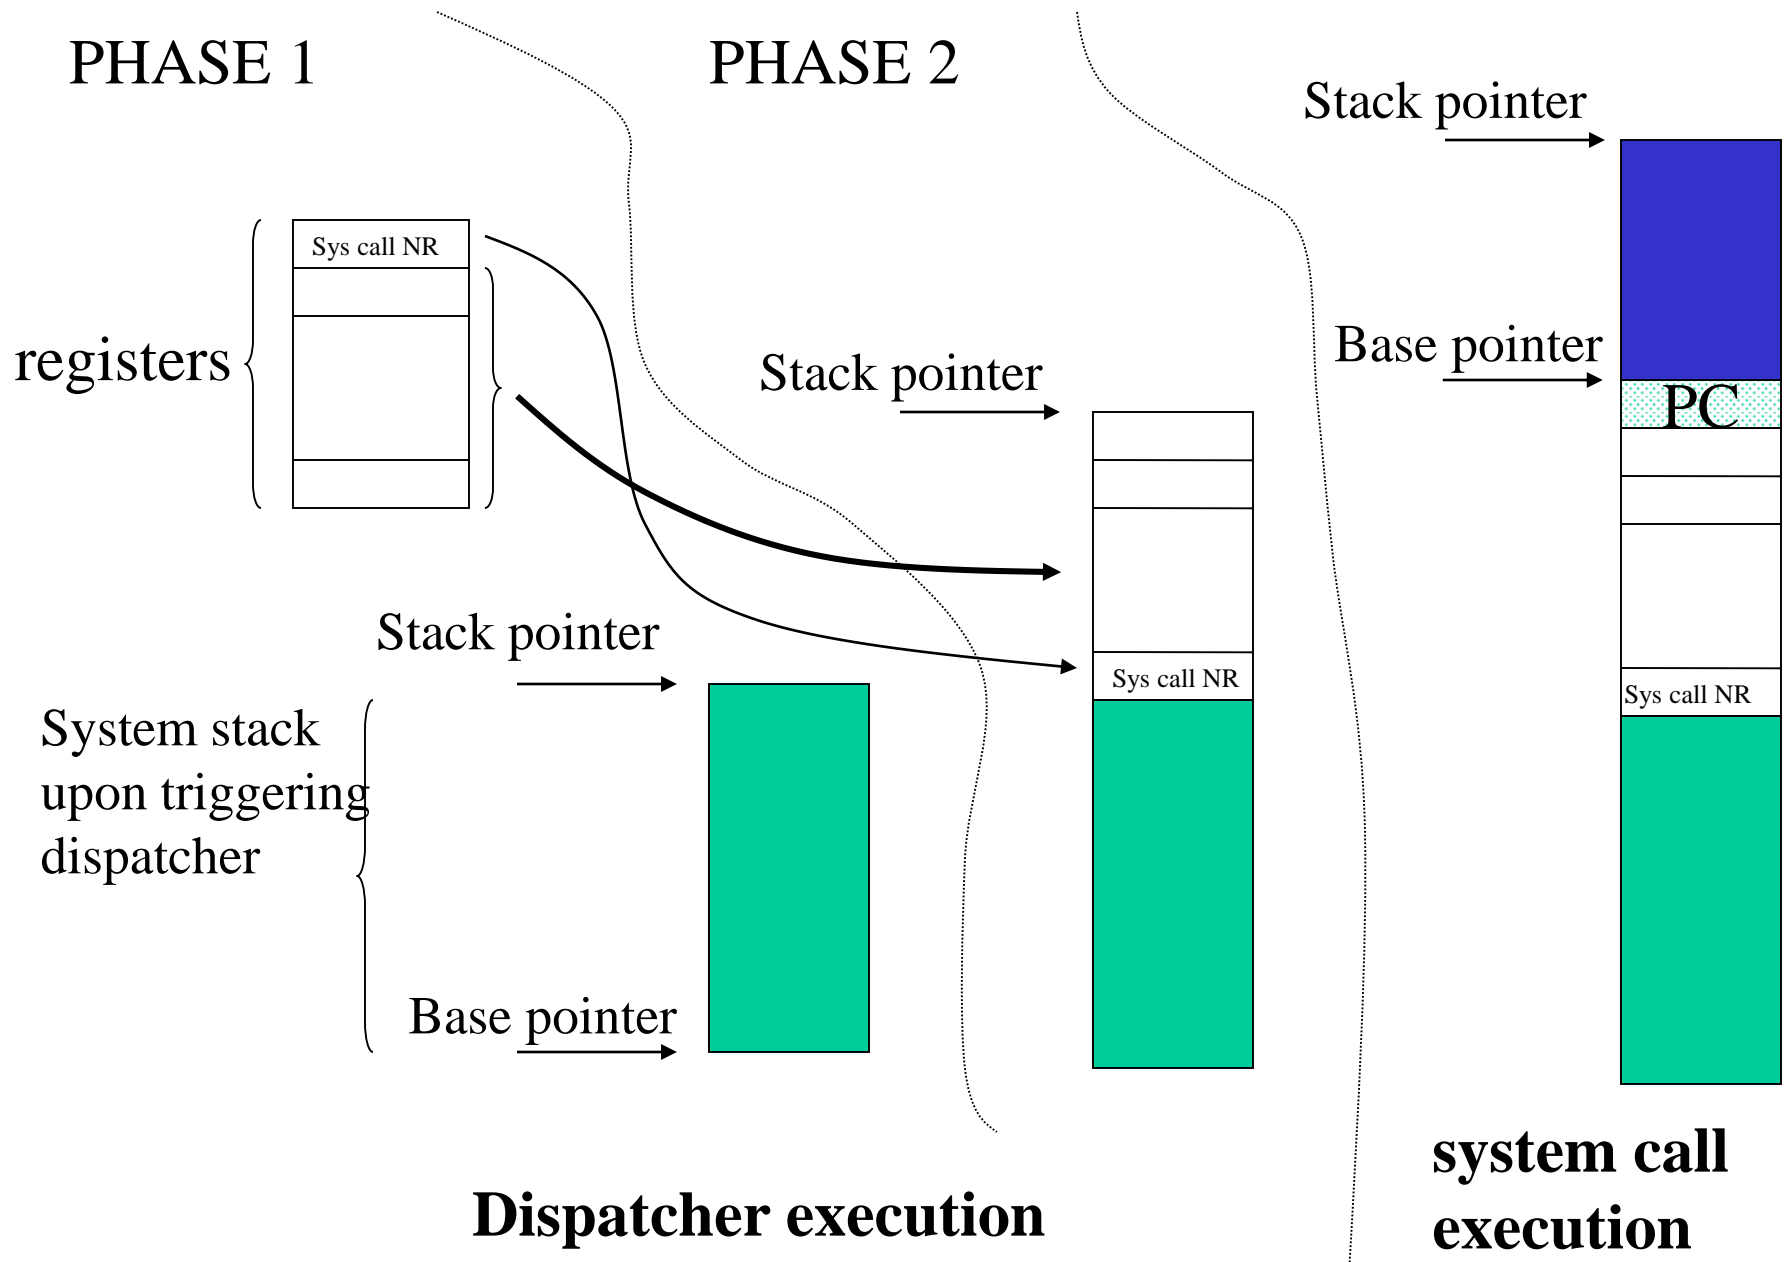 PHASE 1
PHASE 2
Stack pointer
Sys call NR
registers
Base pointer
Stack pointer
PC
Stack pointer
Sys call NR
Sys call NR
System stack
upon triggering
dispatcher
Base pointer
system call
execution
Dispatcher execution